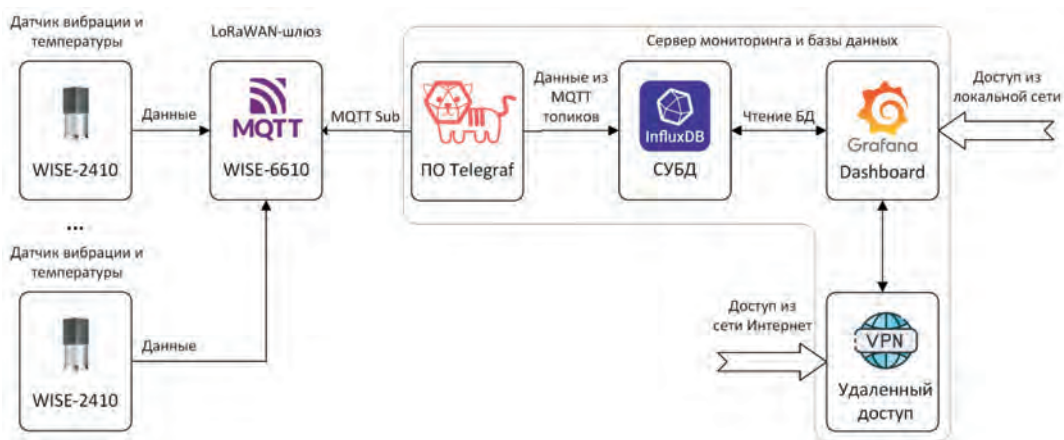 Датчик вибрации и
температуры
WISE-2410
Данные
LoRaWAN-шлюз
MQTT
WISE-6610
MQTT Sub
Сервер мониторинга и базы данных
ПО Telegraf
Данные из
MQTT
топиков
InfluxDB
СУБД
Чтение БД
Grafana
Dashboard
Доступ из
локальной сети
...
Датчик вибрации и
температуры
WISE-2410
Данные
Доступ из
сети Интернет
VPN
Удаленный
доступ